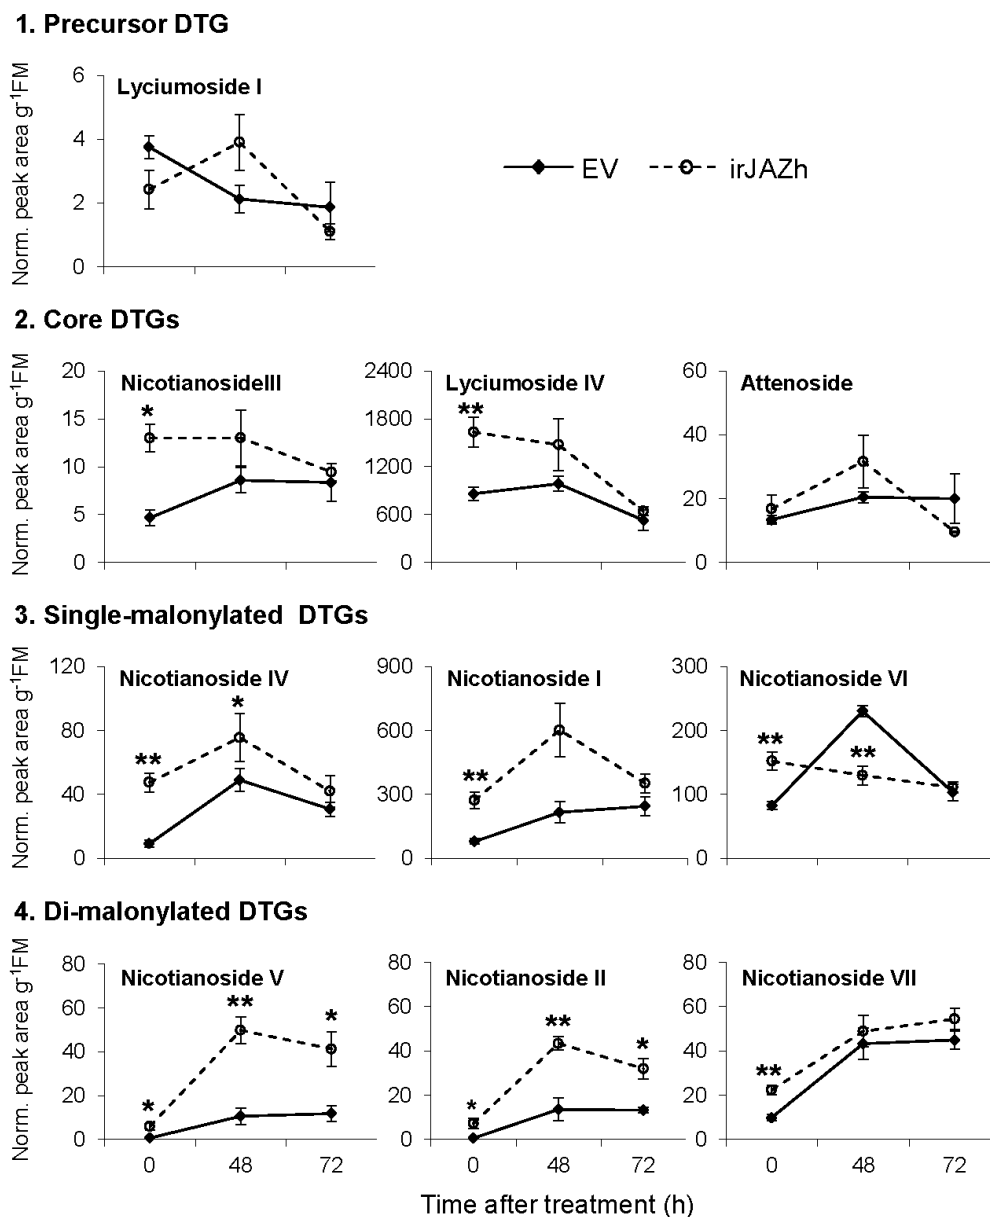 1. Precursor DTG
Norm. peak area g⁻¹FM
6
4
2
0
Lyciumoside I
EV
irJAZh
2. Core DTGs
Norm. peak area g⁻¹FM
20
15
10
5
0
NicotianosideIII
*
2400
1800
1200
600
0
Lyciumoside IV
**
60
40
20
0
Attenoside
3. Single-malonylated DTGs
Norm. peak area g⁻¹FM
120
80
40
0
Nicotianoside IV
**
*
900
600
300
0
Nicotianoside I
**
300
200
100
0
Nicotianoside VI
**
**
4. Di-malonylated DTGs
Norm. peak area g⁻¹FM
80
60
40
20
0
Nicotianoside V
*
**
*
0 48 72
80
60
40
20
0
Nicotianoside II
*
**
*
0 48 72
80
60
40
20
0
Nicotianoside VII
**
0 48 72
Time after treatment (h)